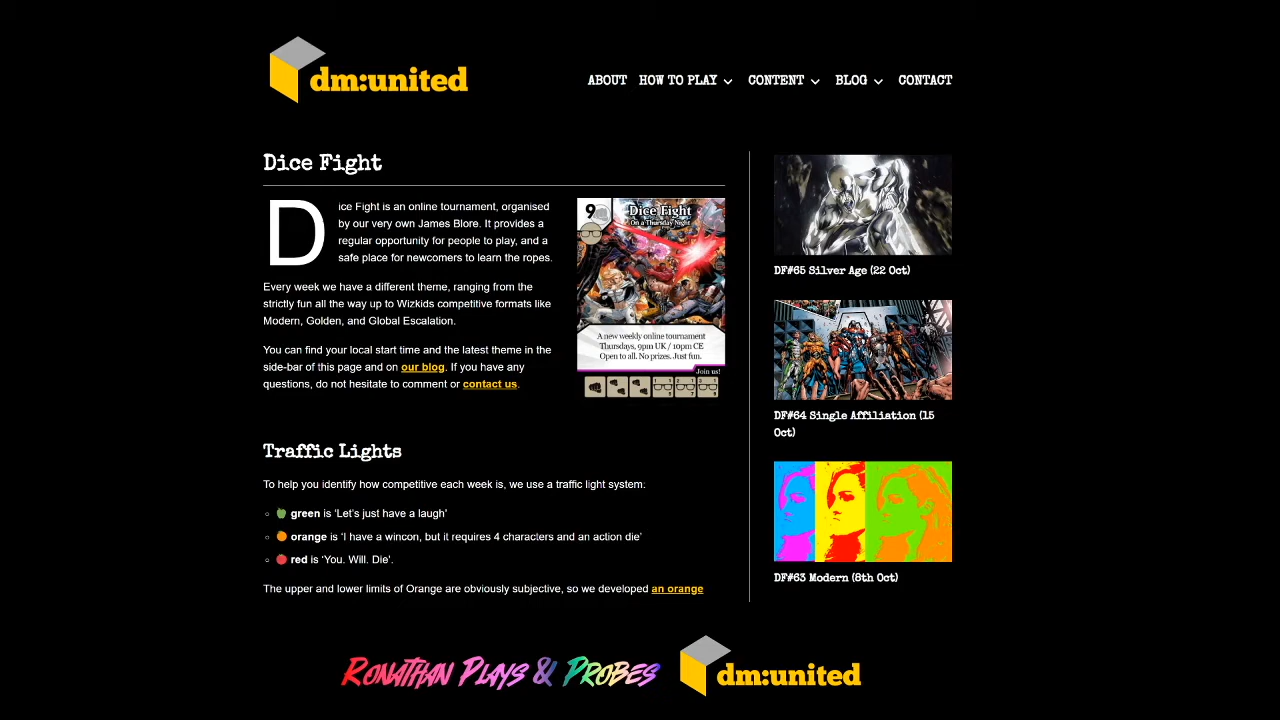 dm:united
ABOUT HOW TO PLAY CONTENT BLOG CONTACT
Dice Fight
Dice Fight is an online tournament, organised
by our very own James Blore. It provides a
regular opportunity for people to play, and a
safe place for newcomers to learn the ropes.
Every week we have a different theme, ranging from the
strictly fun all the way up to Wizkids competitive formats like
Modern, Golden, and Global Escalation.
You can find your local start time and the latest theme in the
side-bar of this page and on our blog. If you have any
questions, do not hesitate to comment or contact us.
9
Dice Fight
On a Thursday Night
A new weekly online tournament
Thursdays, 9pm UK / 10pm CE
Open to all. No prizes. Just fun.
Join us!
Traffic Lights
To help you identify how competitive each week is, we use a traffic light system:
green is ‘Let’s just have a laugh’
orange is ‘I have a wincon, but it requires 4 characters and an action die’
red is ‘You. Will. Die’.
The upper and lower limits of Orange are obviously subjective, so we developed an orange
DF#65 Silver Age (22 Oct)
DF#64 Single Affiliation (15
Oct)
DF#63 Modern (8th Oct)
Ronathan Plays & Probes
dm:united